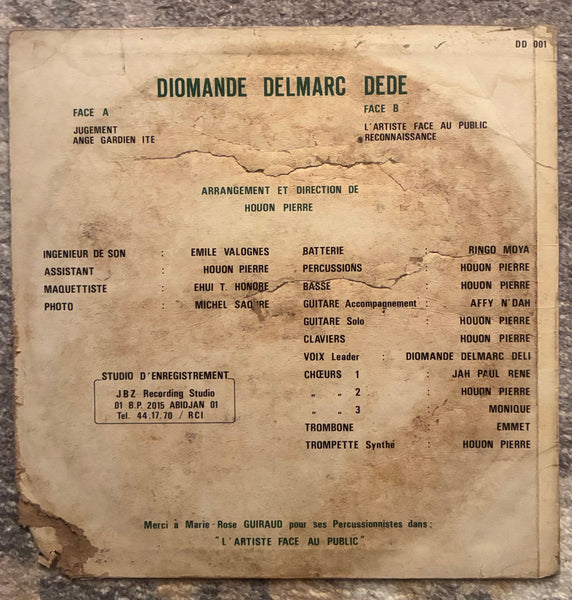 DD 001
DIOMANDE DELMARC DEDE
FACE A
JUGEMENT
ANGE GARDIEN ITE
FACE B
L'ARTISTE FACE AU PUBLIC
RECONNAISSANCE
ARRANGEMENT ET DIRECTION DE
HOUON PIERRE
INGENIEUR DE SON : EMILE VALOGNES
ASSISTANT : HOUON PIERRE
MAQUETTISTE : EHUI T. HONORE
PHOTO : MICHEL
STUDIO D'ENREGISTREMENT
JBZ Recording Studio
01 B.P. 2015 ABIDJAN 01
Tel. 44.17.70 / RCI
BATTERIE : RINGO MOYA
PERCUSSIONS : HOUON PIERRE
BASSE : HOUON PIERRE
GUITARE Accompagnement : AFFY N'DAH
GUITARE Solo : HOUON PIERRE
CLAVIERS HOUON PIERRE
VOIX Leader : DIOMANDE DELMARC DELI
CHŒURS 1 : JAH PAUL RENE
„ „ 2 : HOUON PIERRE
„ „ 3 : MONIQUE
TROMBONE : EMMET
TROMPETTE Synthé : HOUON PIERRE
Merci à Marie-Rose GUIRAUD pour ses Percussionnistes dans :
"L'ARTISTE FACE AU PUBLIC"